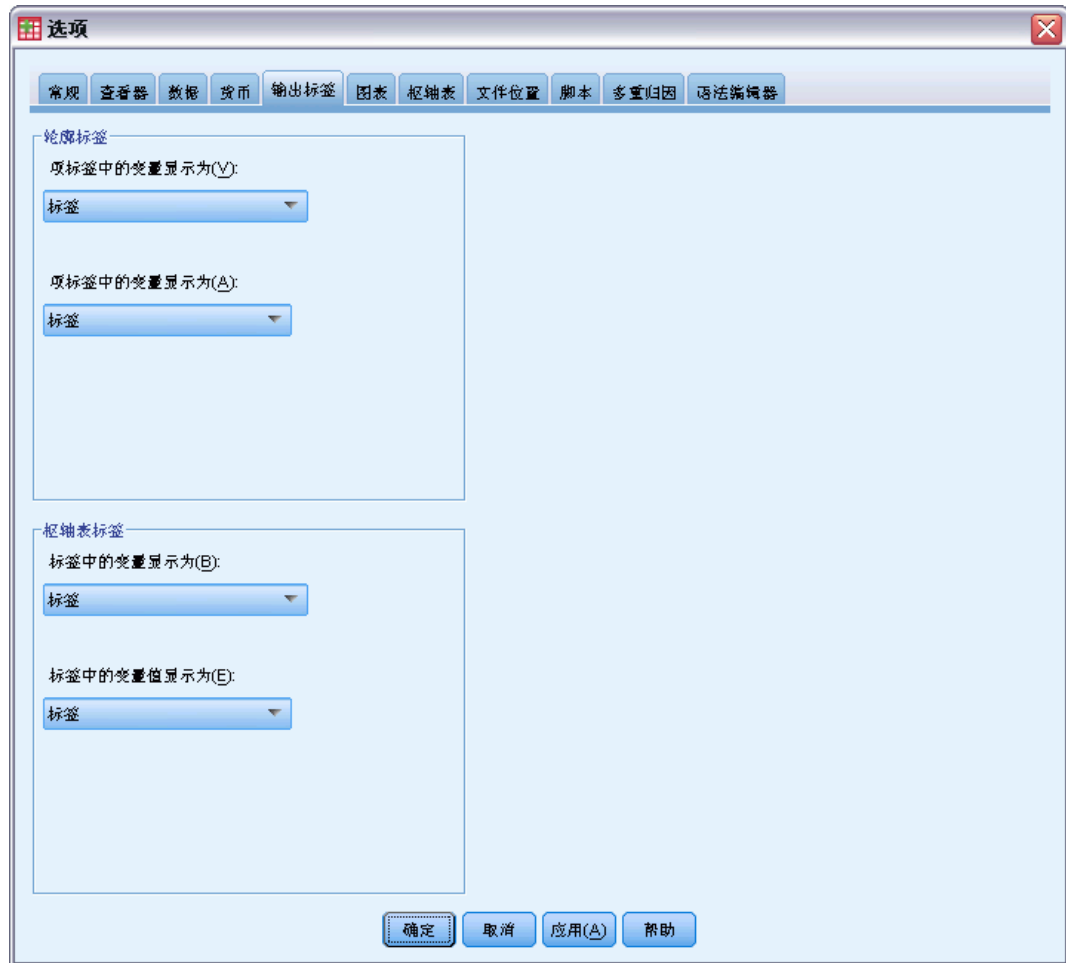 选项
常规 查看器 数据 货币 输出标签 图表 枢轴表 文件位置 脚本 多重归因 语法编辑器
轮廓标签
项标签中的变量显示为(V):
标签
项标签中的变量显示为(A):
标签
枢轴表标签
标签中的变量显示为(B):
标签
标签中的变量值显示为(E):
标签
确定 取消 应用(A) 帮助